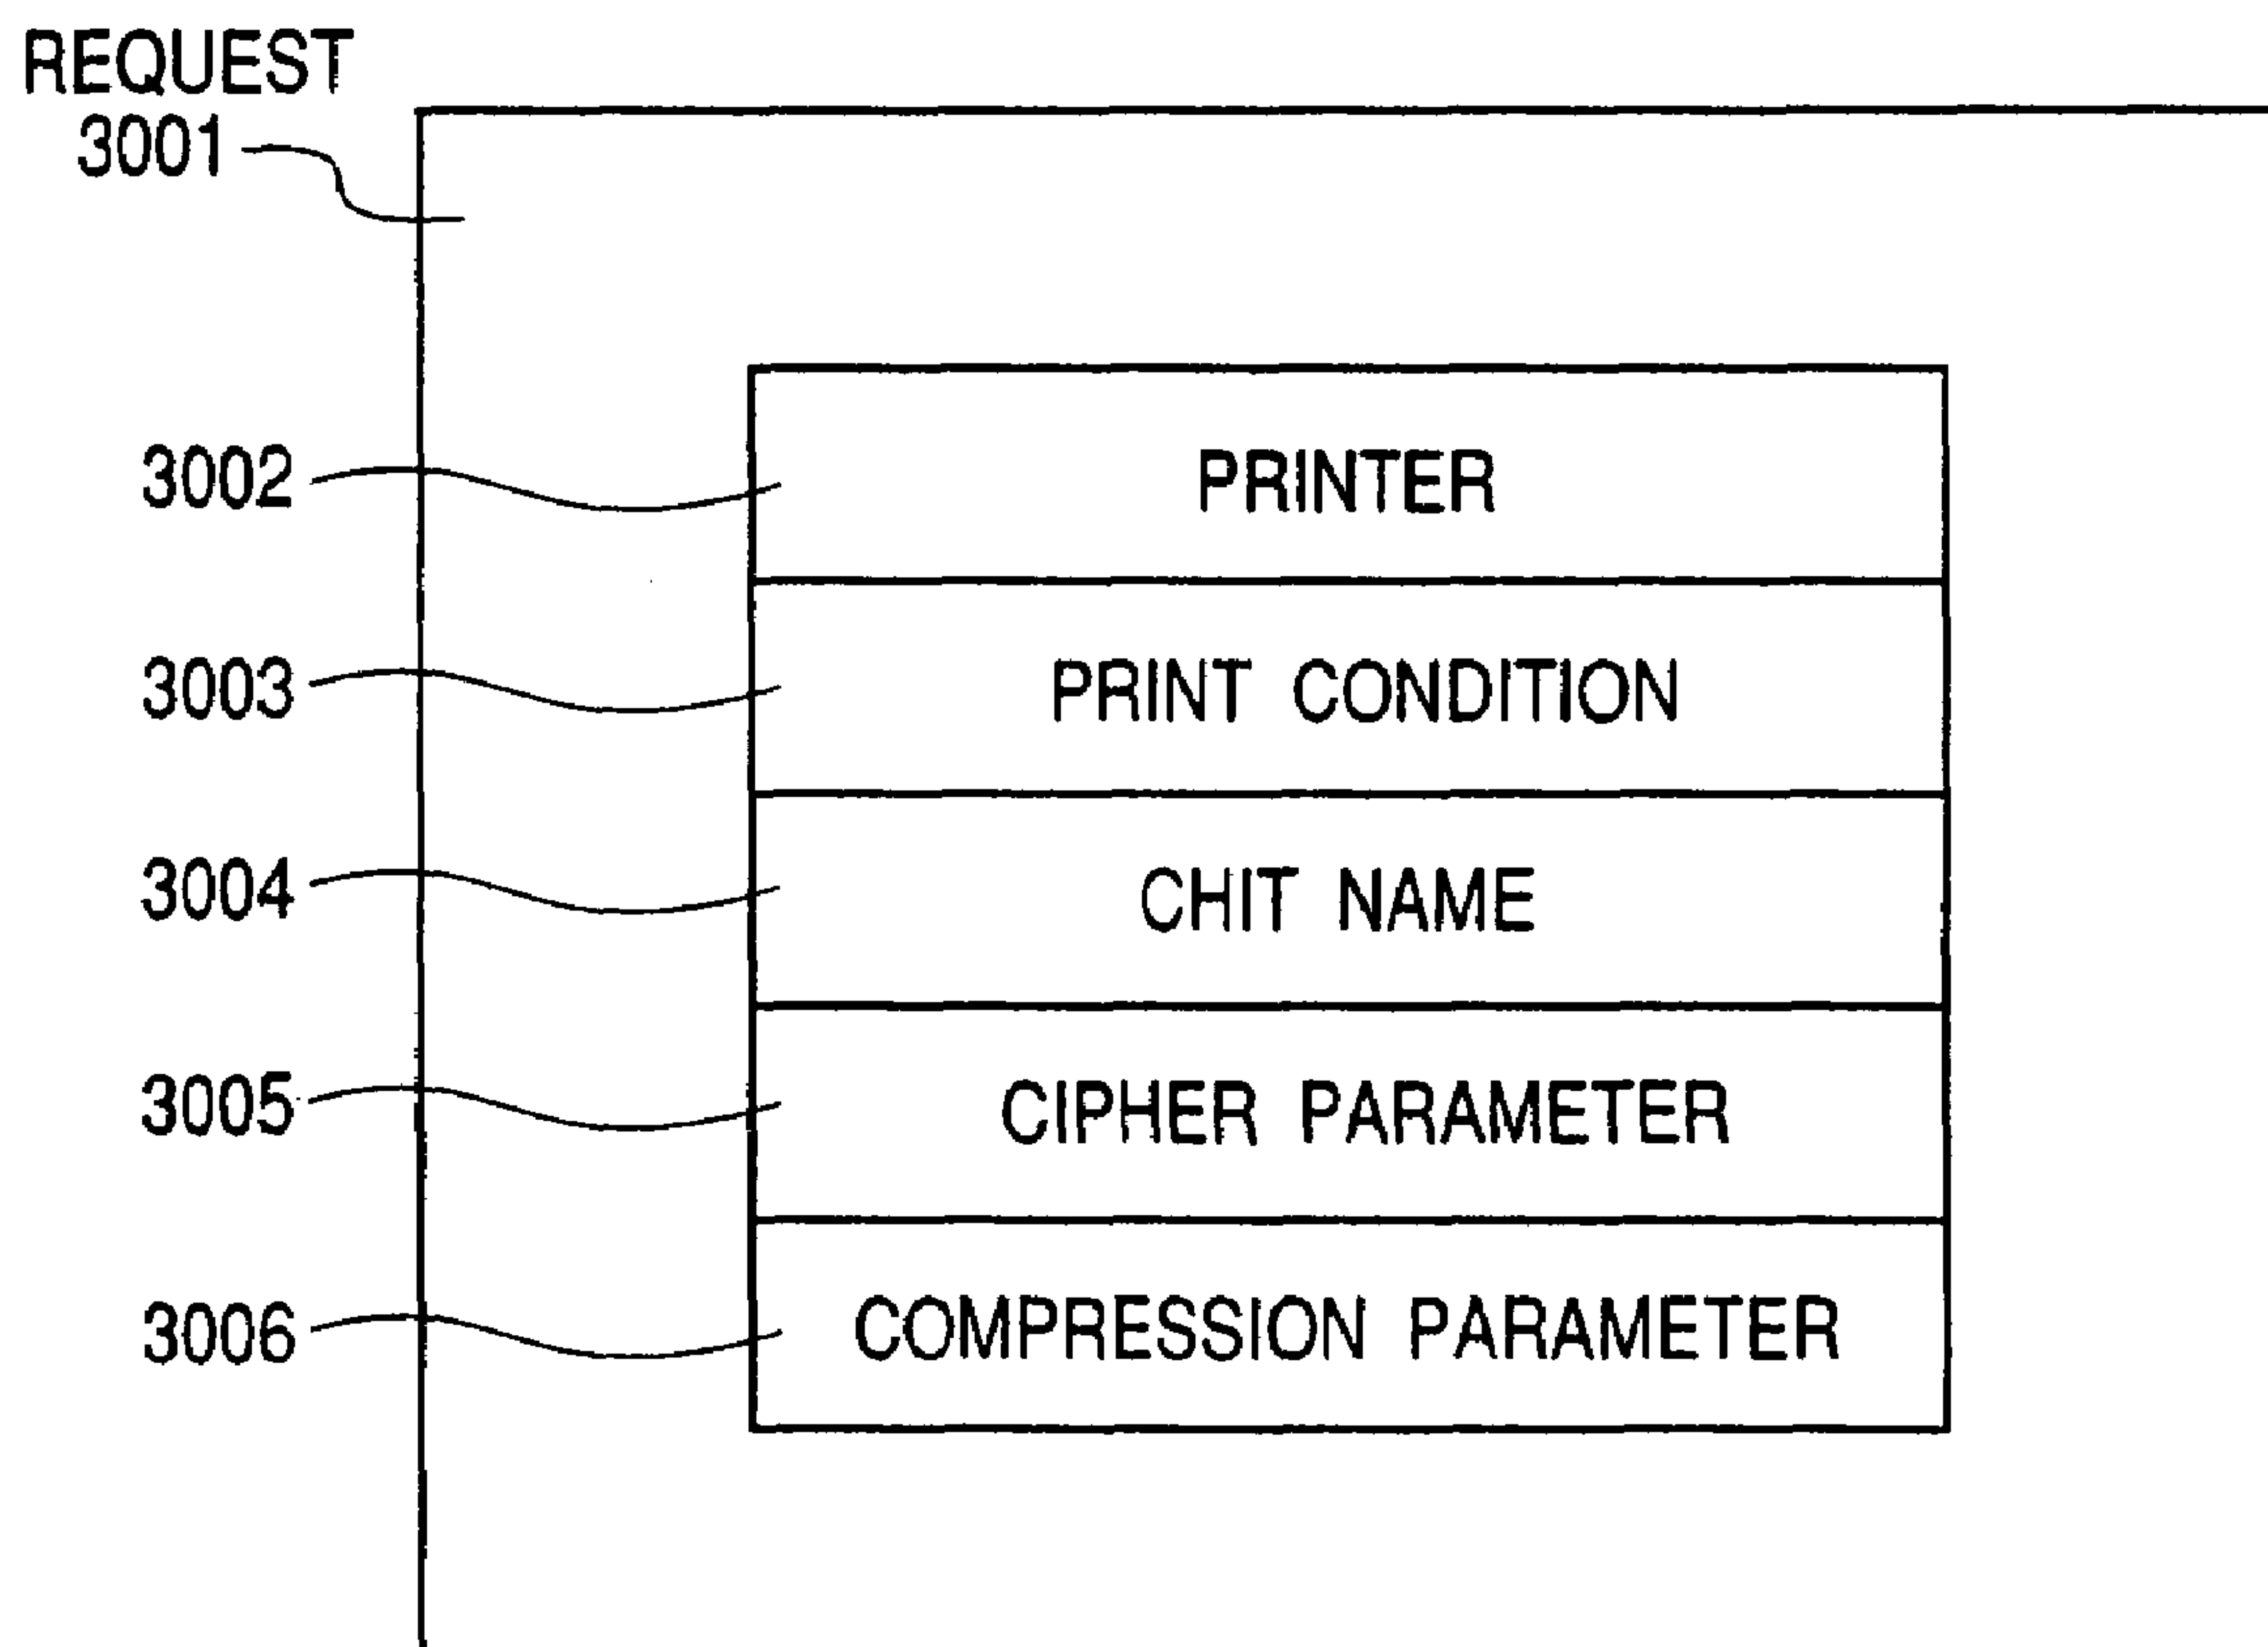 REQUEST
3001
3002 PRINTER
3003 PRINT CONDITION
3004 CHIT NAME
3005 CIPHER PARAMETER
3006 COMPRESSION PARAMETER